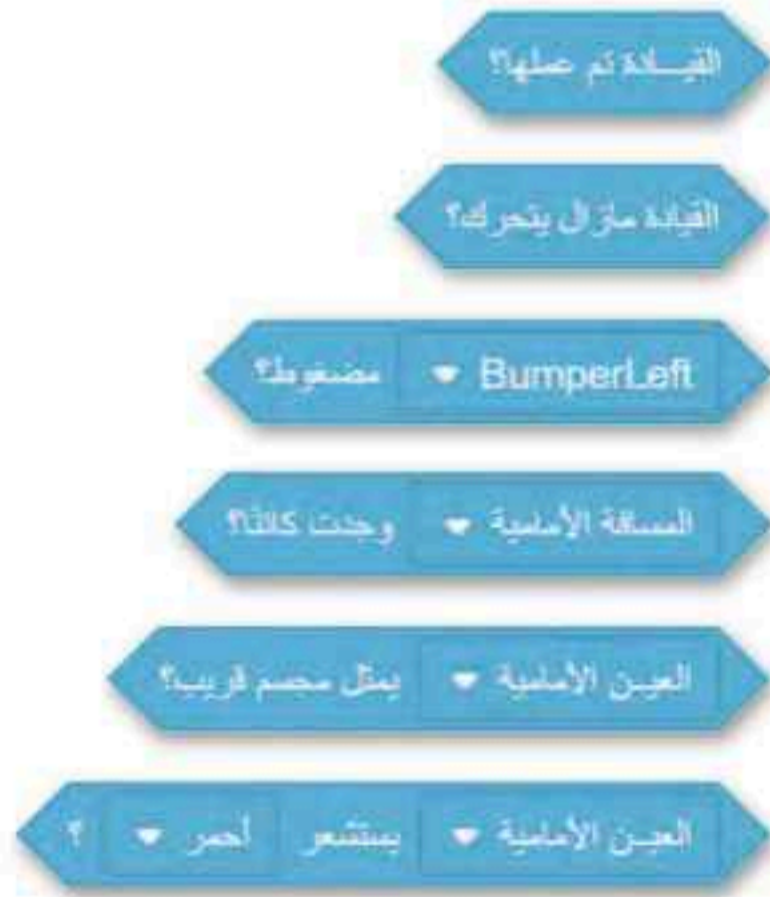 القيادة تم عملها؟
القيادة مازال يتحرك؟
BumperLeft مضغوط؟
المسافة الأمامية وجدت كائنًا؟
العين الأمامية يمثل مجسم قريب؟
العين الأمامية يستشعر أحمر ؟